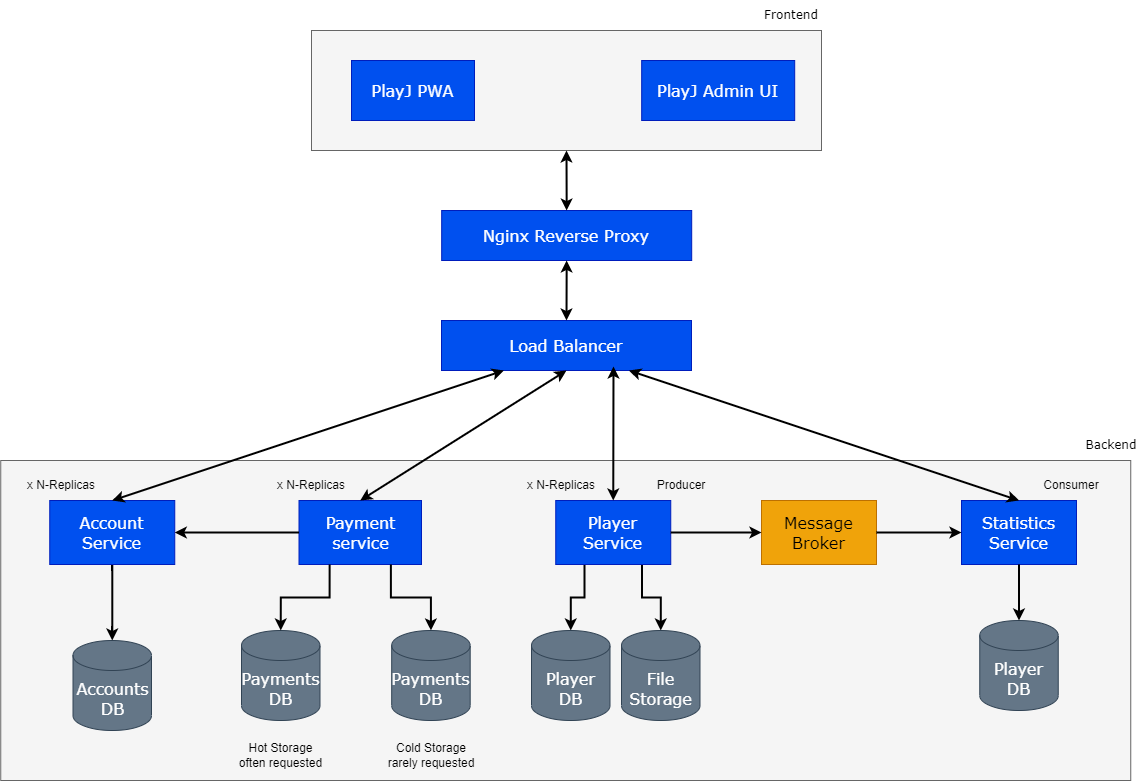 Frontend
PlayJ PWA
PlayJ Admin UI
Nginx Reverse Proxy
Load Balancer
Backend
x N-Replicas
x N-Replicas
x N-Replicas
Producer
Consumer
Account
Service
Payment
service
Player
Service
Message
Broker
Statistics
Service
Accounts
DB
Payments
DB
Payments
DB
Player
DB
File
Storage
Player
DB
Hot Storage
often requested
Cold Storage
rarely requested